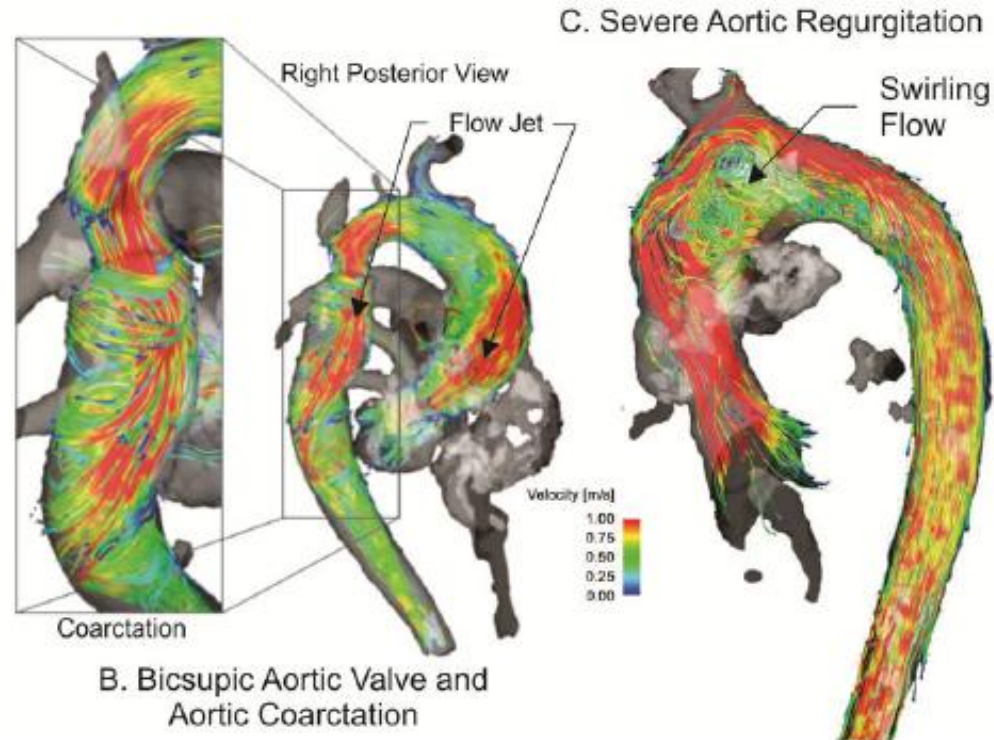 C. Severe Aortic Regurgitation
Right Posterior View
Flow Jet
Swirling
Flow
Velocity [m/s]
1.00
0.75
0.50
0.25
0.00
Coarctation
B. Bicsupic Aortic Valve and
Aortic Coarctation